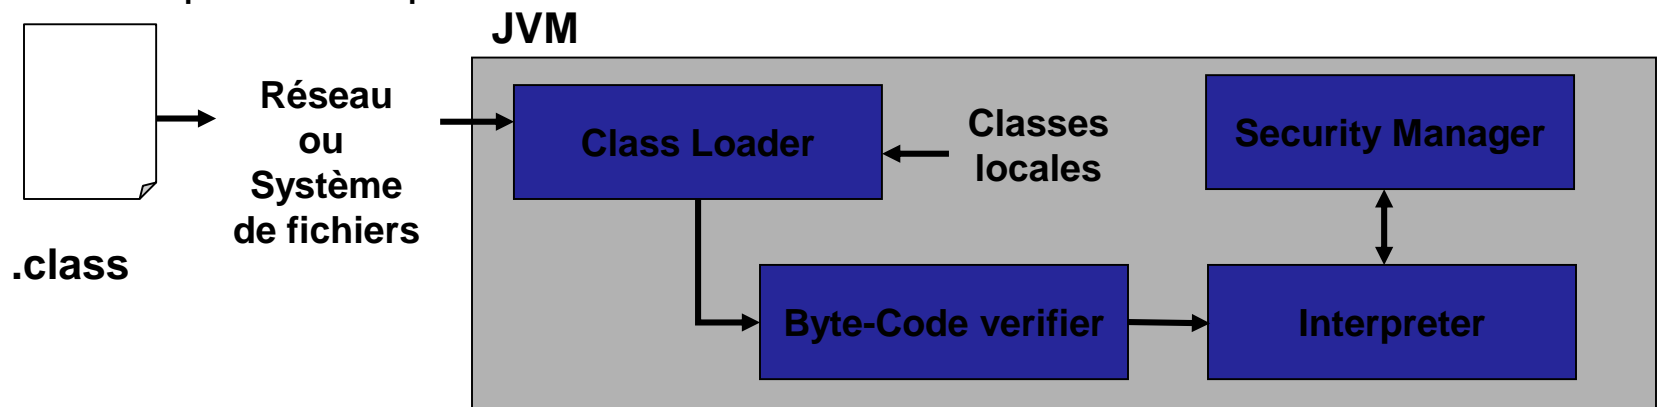 JVM
.class
Réseau
ou
Système
de fichiers
Class Loader
Classes
locales
Security Manager
Byte-Code verifier
Interpreter